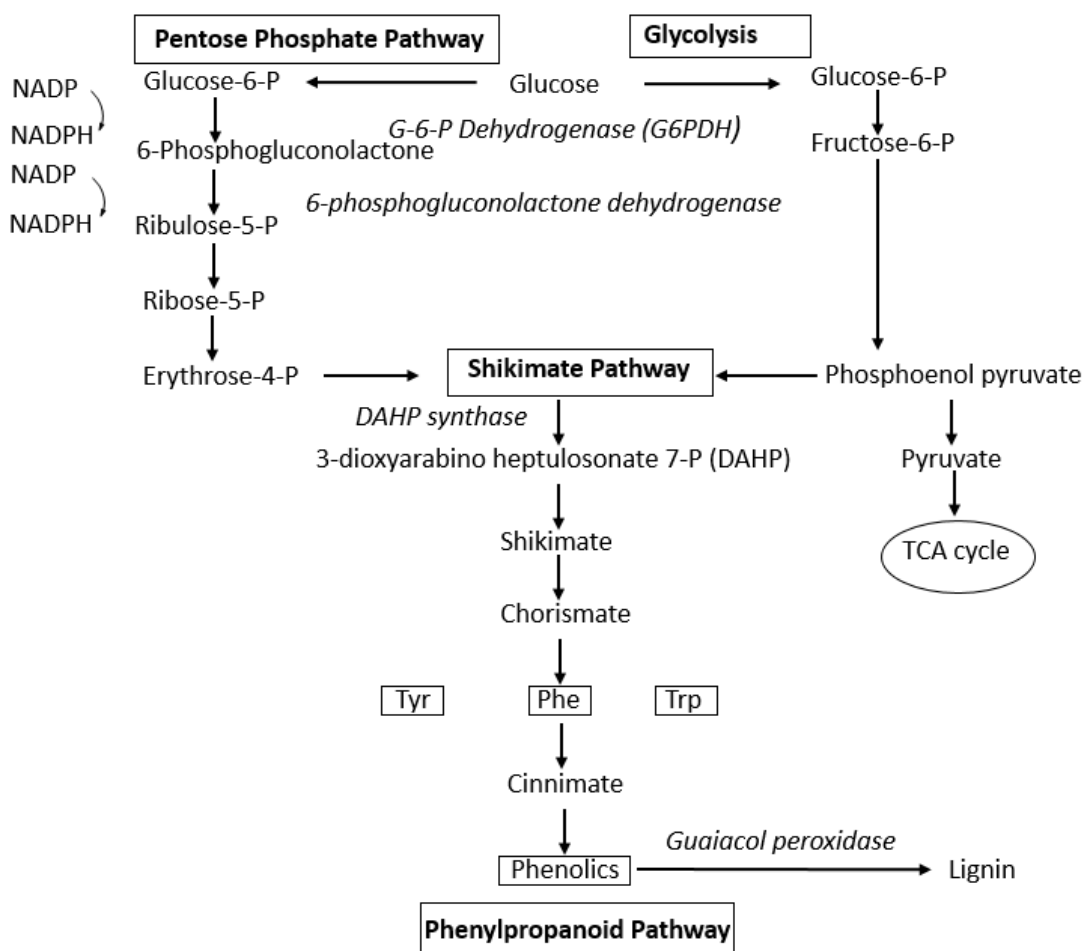 Pentose Phosphate Pathway
Glycolysis
Glucose-6-P
Glucose
Glucose-6-P
NADP
NADPH
G-6-P Dehydrogenase (G6PDH)
6-Phosphogluconolactone
Fructose-6-P
NADP
NADPH
6-phosphogluconolactone dehydrogenase
Ribulose-5-P
Ribose-5-P
Erythrose-4-P
Shikimate Pathway
Phosphoenol pyruvate
DAHP synthase
3-dioxyarabino heptulosonate 7-P (DAHP)
Pyruvate
Shikimate
TCA cycle
Chorismate
Tyr
Phe
Trp
Cinnimate
Guaiacol peroxidase
Phenolics
Lignin
Phenylpropanoid Pathway